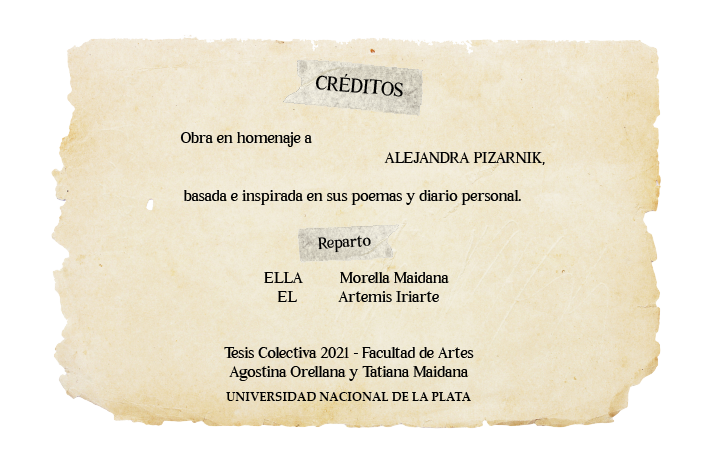 CRÉDITOS
Obra en homenaje a
ALEJANDRA PIZARNIK,
basada e inspirada en sus poemas y diario personal.
Reparto
ELLA Morella Maidana
EL Artemis Iriarte
Tesis Colectiva 2021 - Facultad de Artes
Agostina Orellana y Tatiana Maidana
UNIVERSIDAD NACIONAL DE LA PLATA